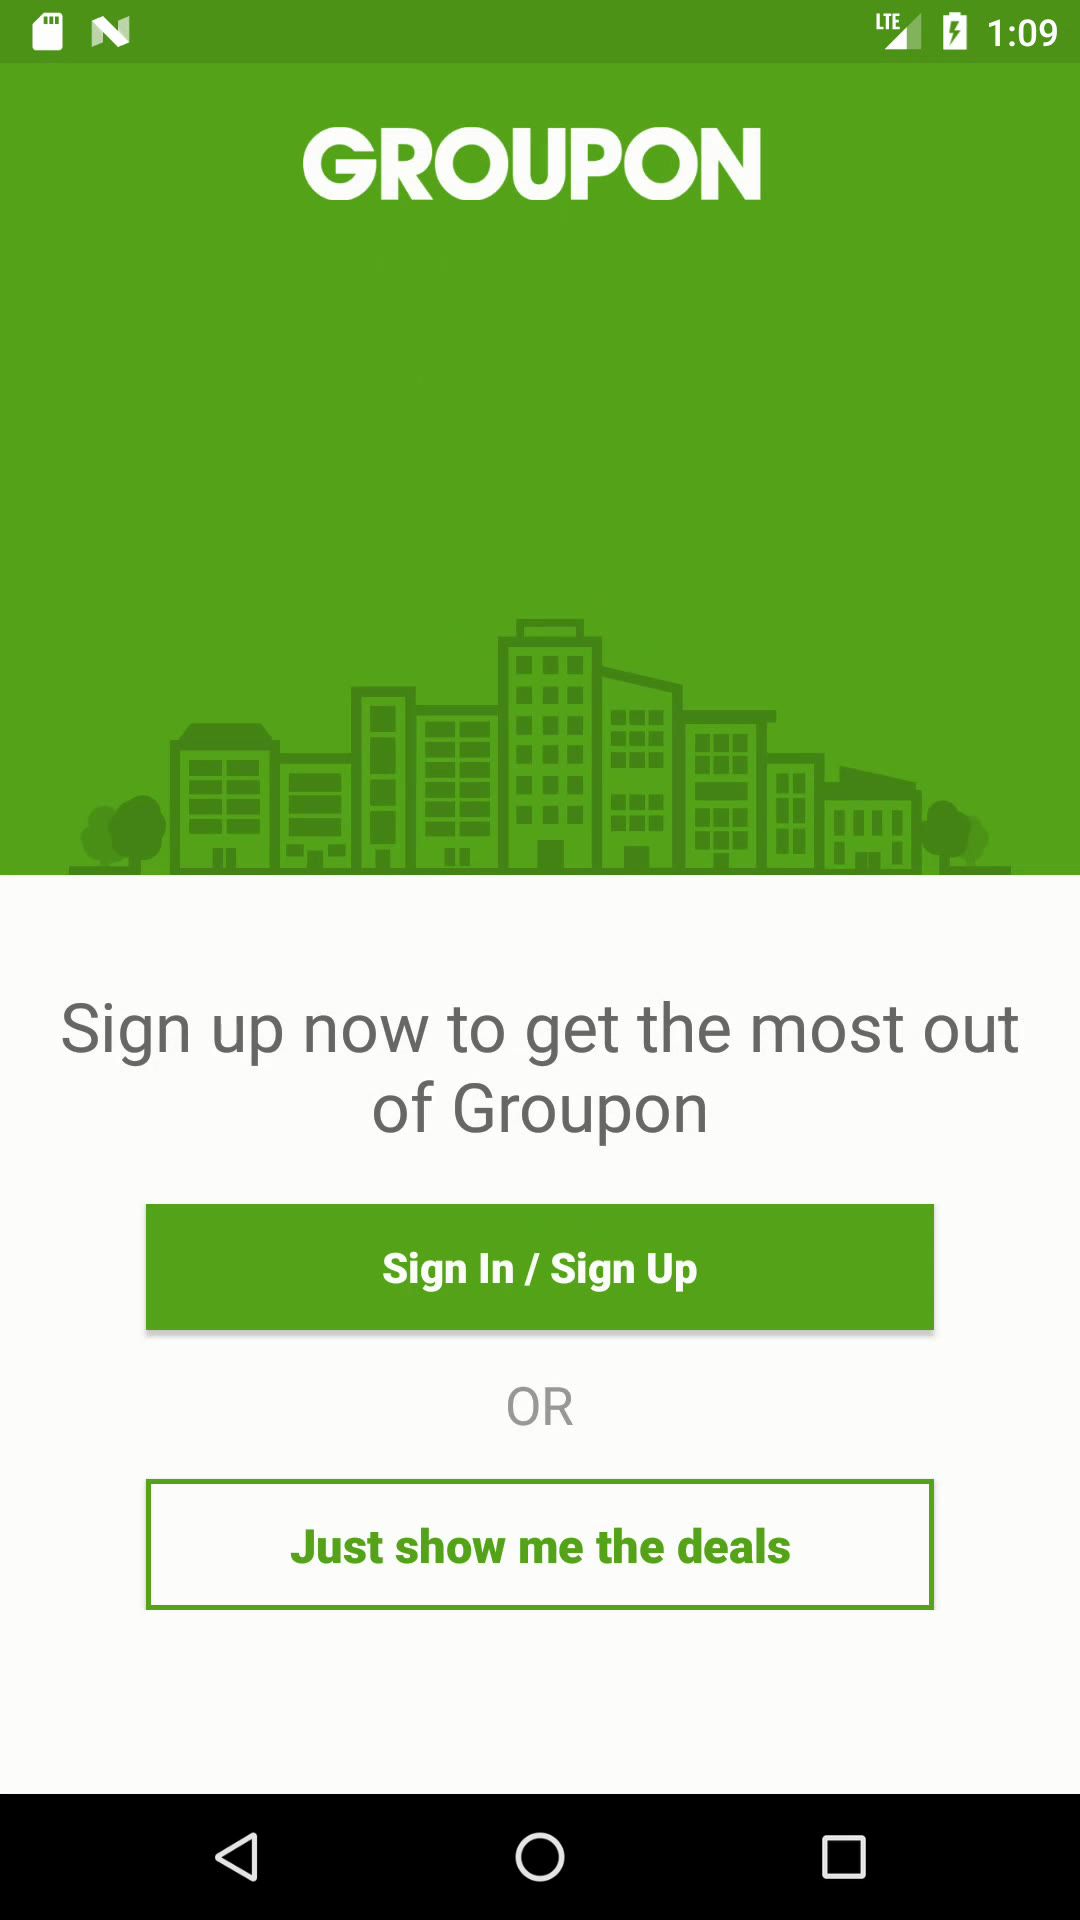 LTE 1:09
GROUPON
Sign up now to get the most out
of Groupon
Sign In / Sign Up
OR
Just show me the deals